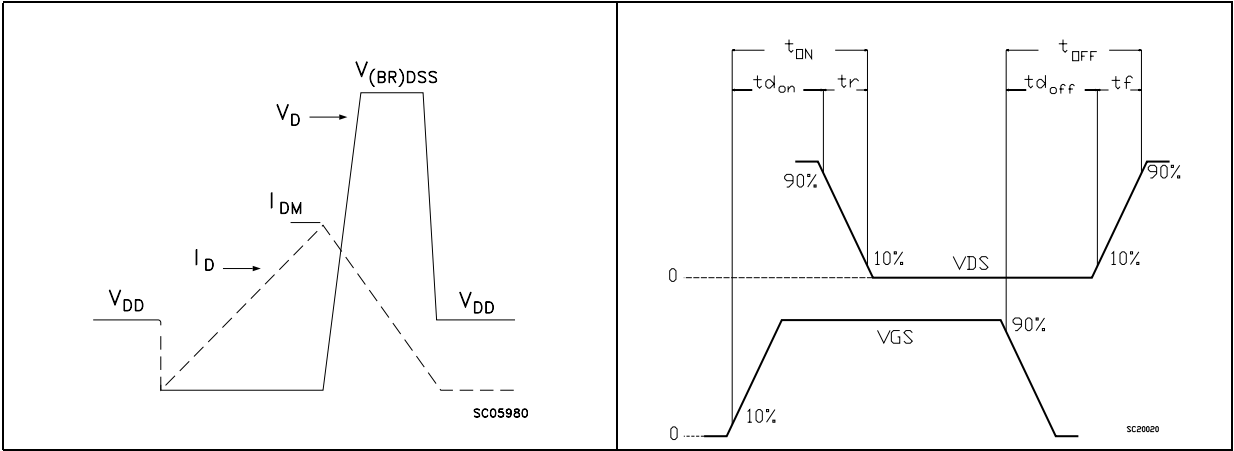 V(BR)DSS
VD
IDM
ID
VDD
VDD
SC05980
tON
tOFF
tdon
tr
tdoff
tf
90%
90%
10%
10%
0
VDS
90%
VGS
10%
0
SC20020